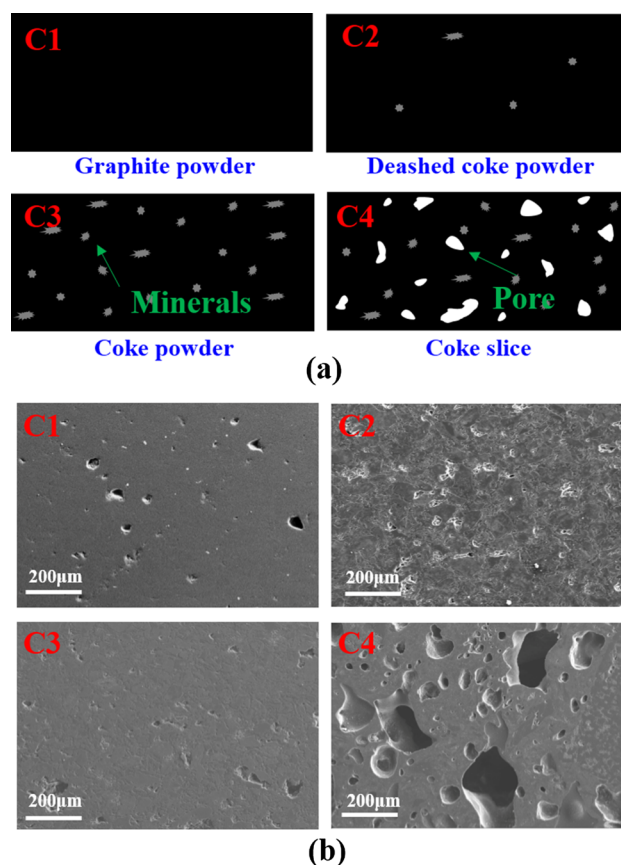 C1
C2
Graphite powder
Deashed coke powder
C3
C4
Minerals
Pore
Coke powder
Coke slice
(a)
C1
C2
200μm
200μm
C3
C4
200μm
200μm
(b)